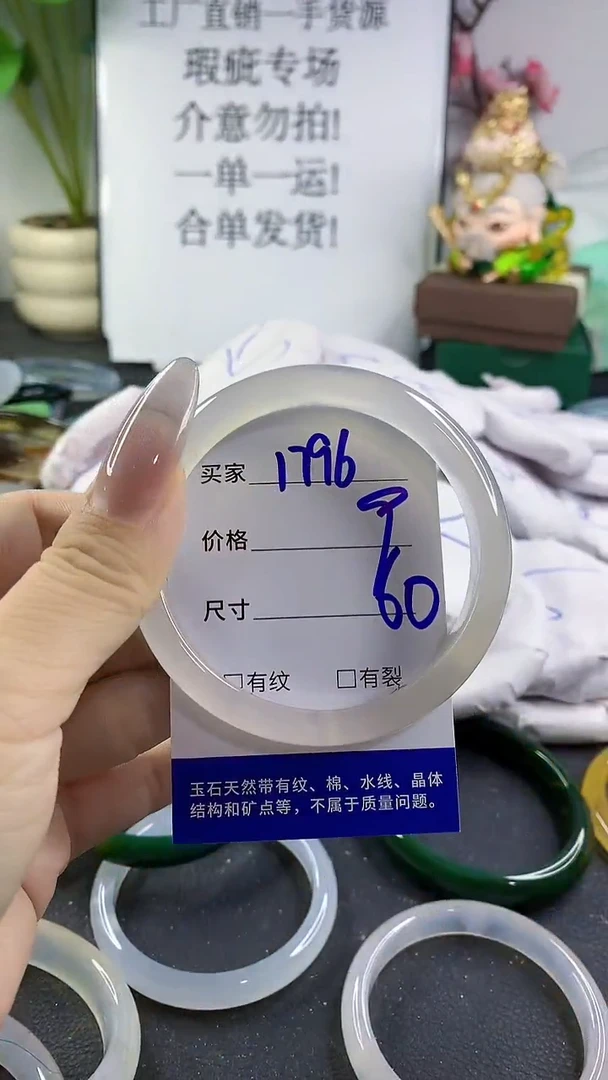 工厂直销一手货源
瑕疵专场
介意勿拍!
一单一运!
合单发货!
买家 1796
价格
尺寸 60
□有纹 □有裂
玉石天然带有纹、棉、水线、晶体
结构和矿点等，不属于质量问题。